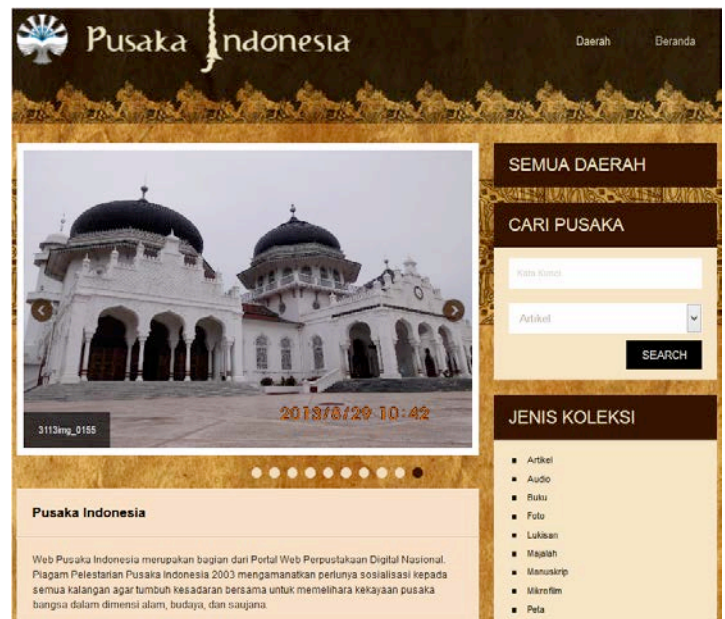 Pusaka Indonesia
Daerah
Beranda
SEMUA DAERAH
CARI PUSAKA
Kata Kunci
Artikel
SEARCH
2013/8/29 10:42
3113img_0155
JENIS KOLEKSI
Artikel
Audio
Buku
Foto
Lukisan
Majalah
Manuskrip
Mikrofilm
Peta
Pusaka Indonesia
Web Pusaka Indonesia merupakan bagian dari Portal Web Perpustakaan Digital Nasional.
Piagam Pelestarian Pusaka Indonesia 2003 mengamanatkan perlunya sosialisasi kepada
semua kalangan agar tumbuh kesadaran bersama untuk memelihara kekayaan pusaka
bangsa dalam dimensi alam, budaya, dan saujana.